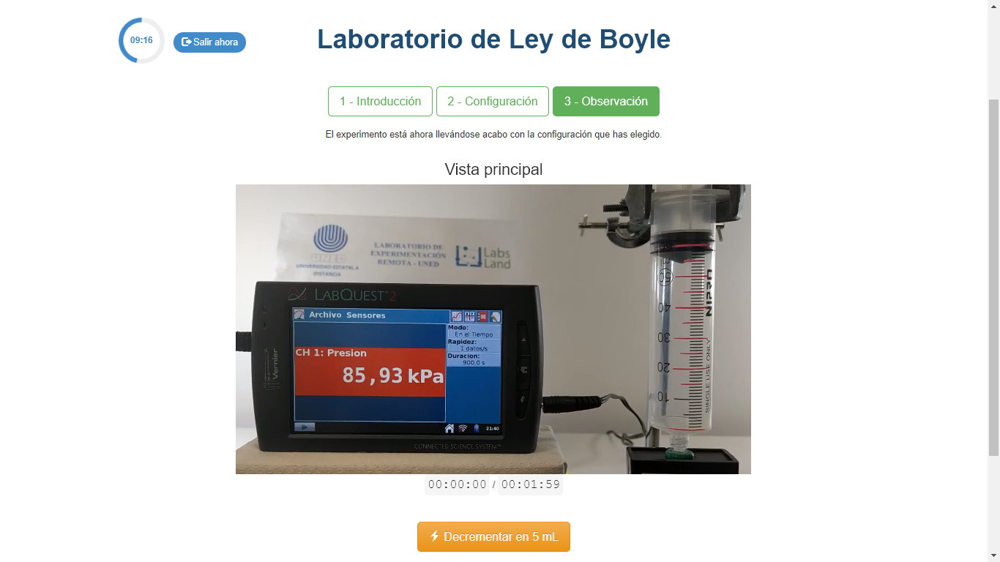 09:16
Salir ahora
Laboratorio de Ley de Boyle
1 - Introducción
2 - Configuración
3 - Observación
El experimento está ahora llevándose acabo con la configuración que has elegido.
Vista principal
UNED
UNIVERSIDAD ESTATAL A
DISTANCIA
LABORATORIO DE
EXPERIMENTACIÓN
REMOTA - UNED
Labs
Land
LABQUEST 2
Archivo Sensores
Modo:
En el Tiempo
Rapidez:
1 datos/s
Duracion:
900,0 s
CH 1: Presion
85,93 kPa
21:40
Vernier
CONNECTED SCIENCE SYSTEM™
50
40
30
20
10
NIPRO
SINGLE USE ONLY
00:00:00 / 00:01:59
Decrementar en 5 mL